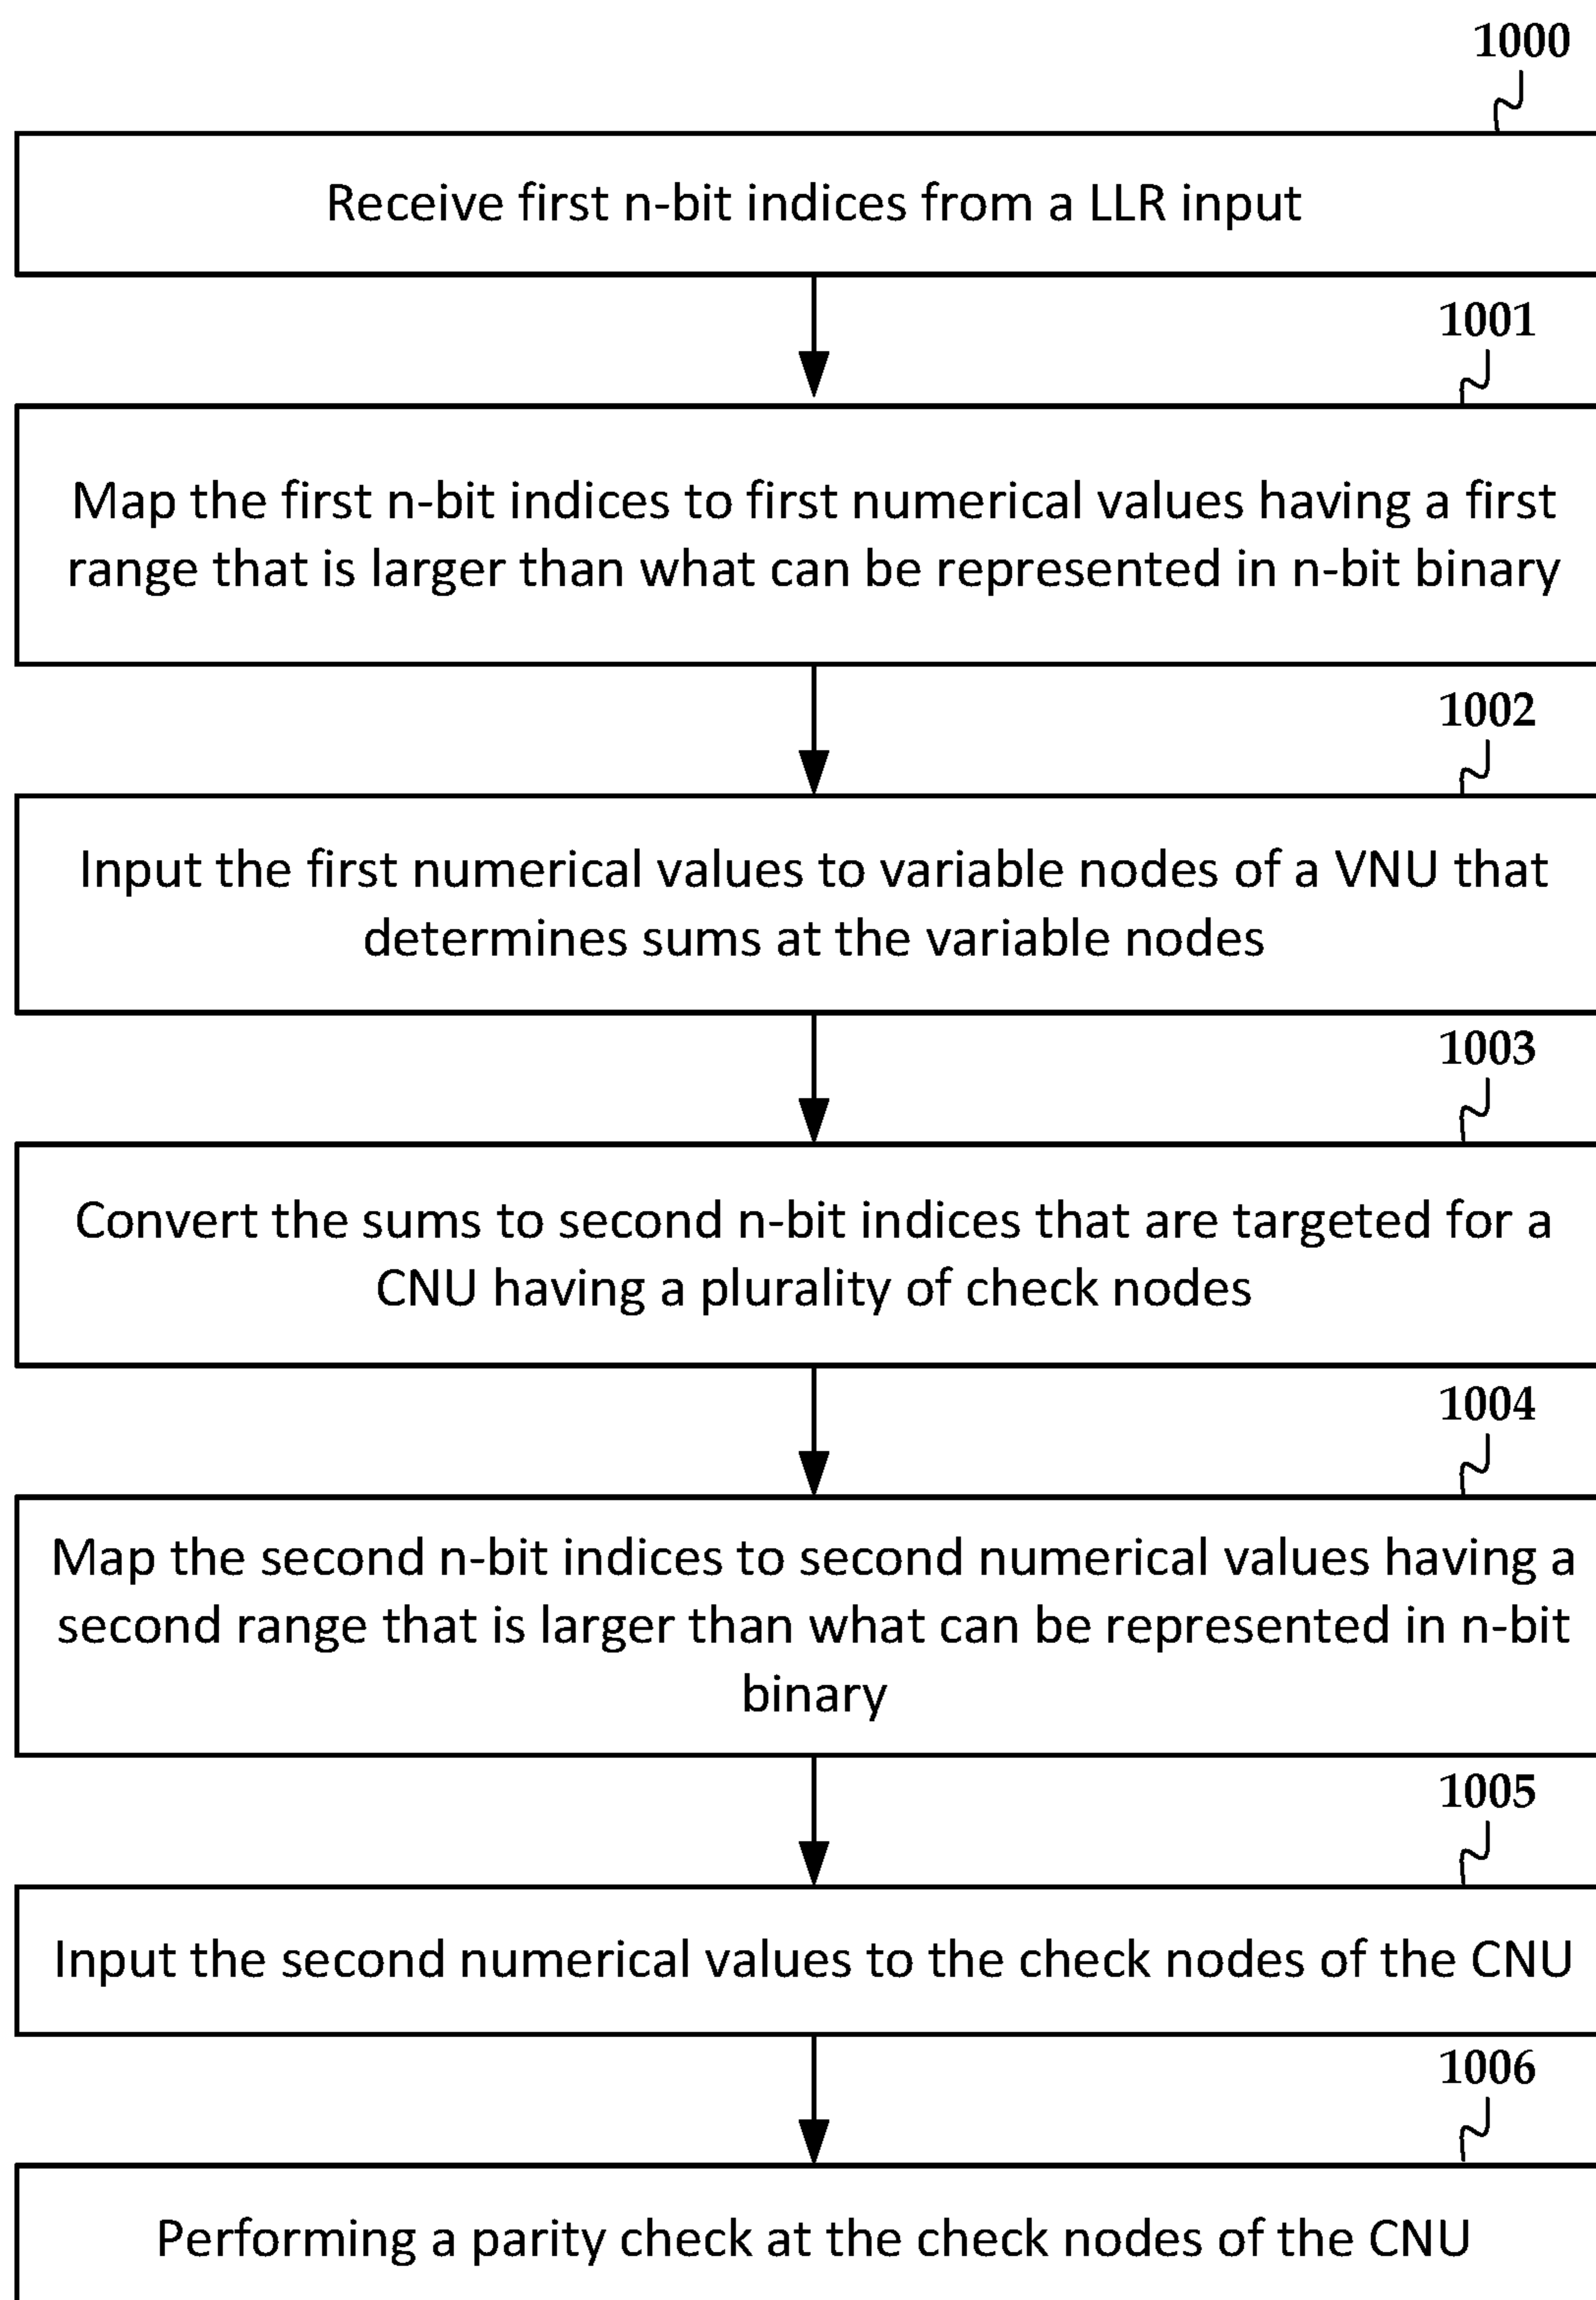 1000
Receive first n-bit indices from a LLR input
1001
Map the first n-bit indices to first numerical values having a first
range that is larger than what can be represented in n-bit binary
1002
Input the first numerical values to variable nodes of a VNU that
determines sums at the variable nodes
1003
Convert the sums to second n-bit indices that are targeted for a
CNU having a plurality of check nodes
1004
Map the second n-bit indices to second numerical values having a
second range that is larger than what can be represented in n-bit
binary
1005
Input the second numerical values to the check nodes of the CNU
1006
Performing a parity check at the check nodes of the CNU